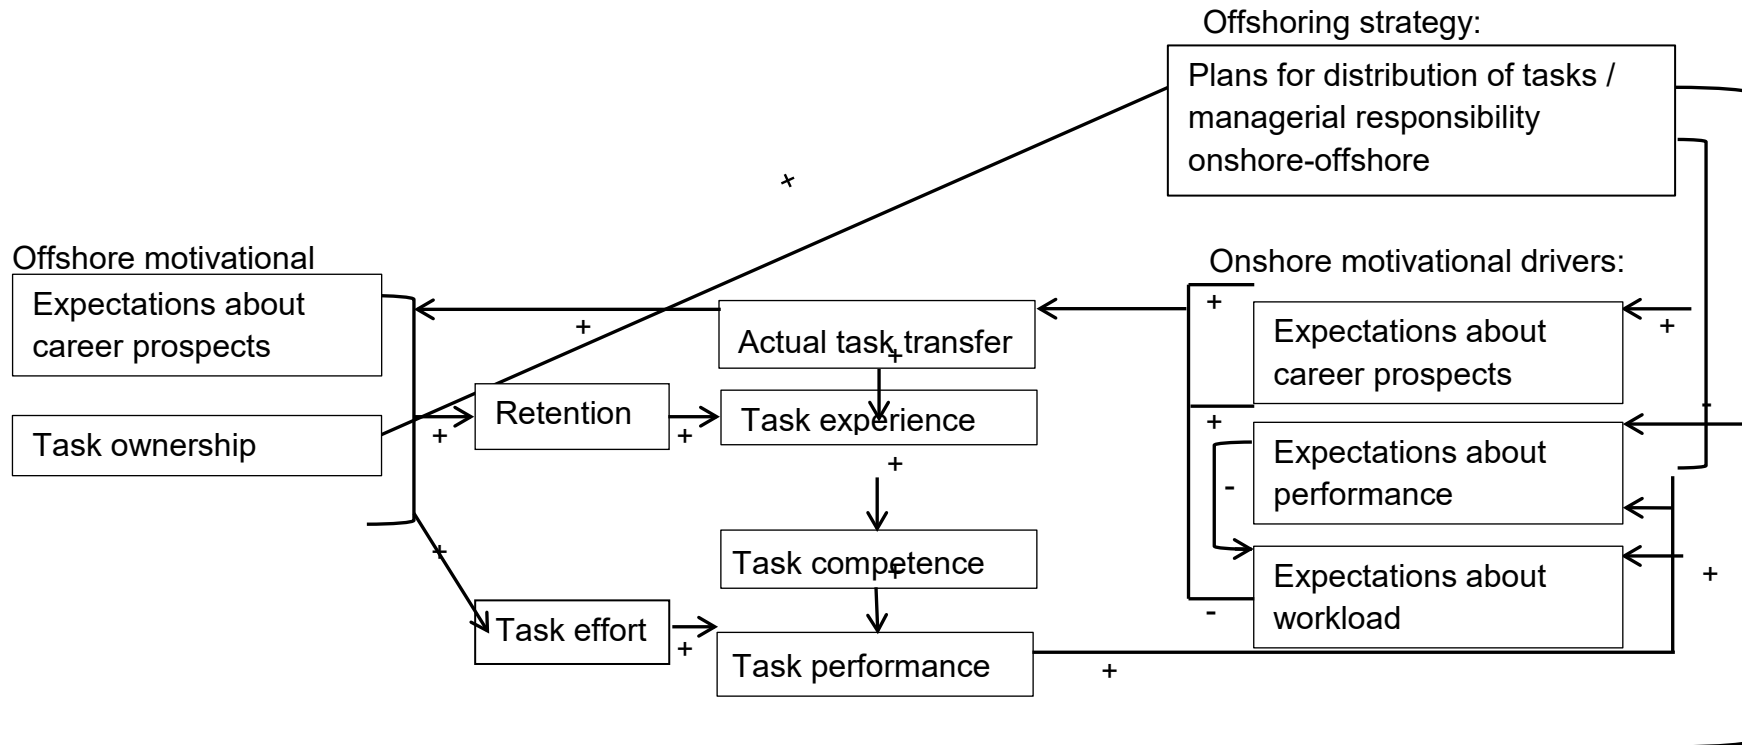 Offshoring strategy:
Plans for distribution of tasks /
managerial responsibility
onshore-offshore
+
Offshore motivational
Expectations about
career prospects
Task ownership
+
+
+
Retention
+
Task effort
+
Actual task transfer
+
Task experience
+
Task competence
+
Task performance
+
Onshore motivational drivers:
+
Expectations about
career prospects
+
+
-
Expectations about
performance
-
Expectations about
workload
-
+